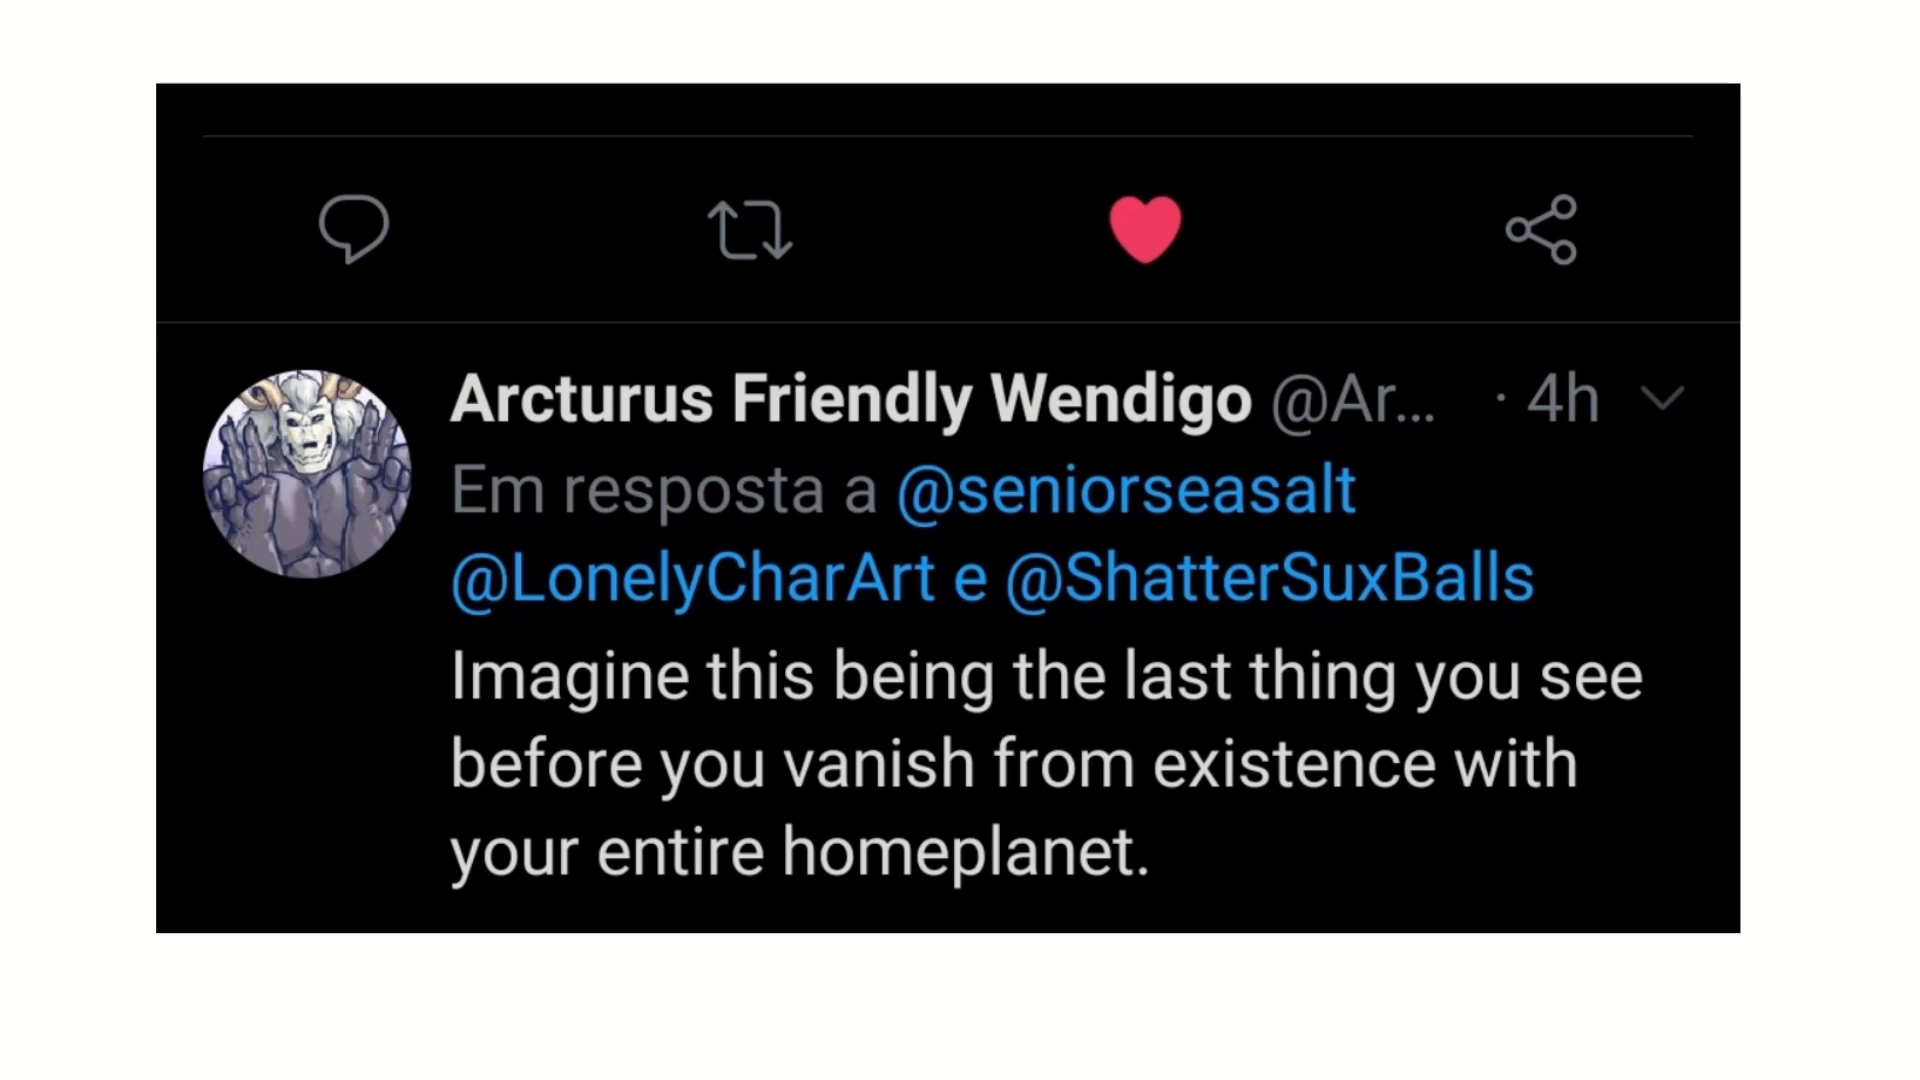 Arcturus Friendly Wendigo @Ar... · 4h
Em resposta a @seniorseasalt
@LonelyCharArt e @ShatterSuxBalls
Imagine this being the last thing you see
before you vanish from existence with
your entire homeplanet.